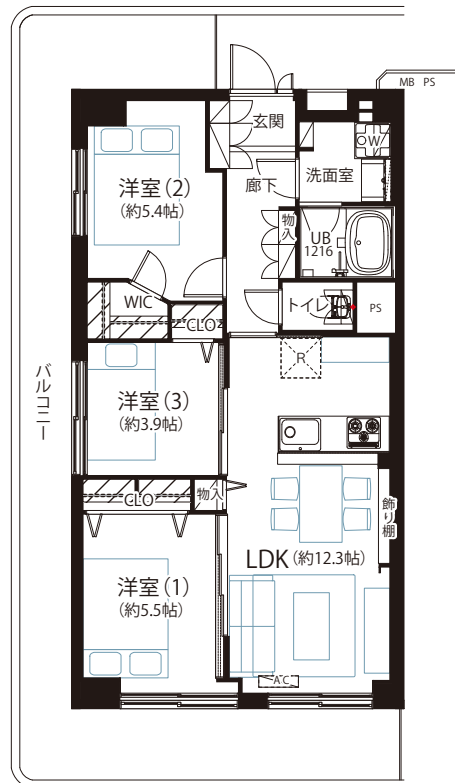 MB PS
玄関
W
洋室(2)
(約5.4帖)
廊下
洗面室
物入
UB
1216
WIC
CLO
トイレ
PS
R
バルコニー
洋室(3)
(約3.9帖)
CLO
物入
飾り棚
LDK(約12.3帖)
洋室(1)
(約5.5帖)
AC